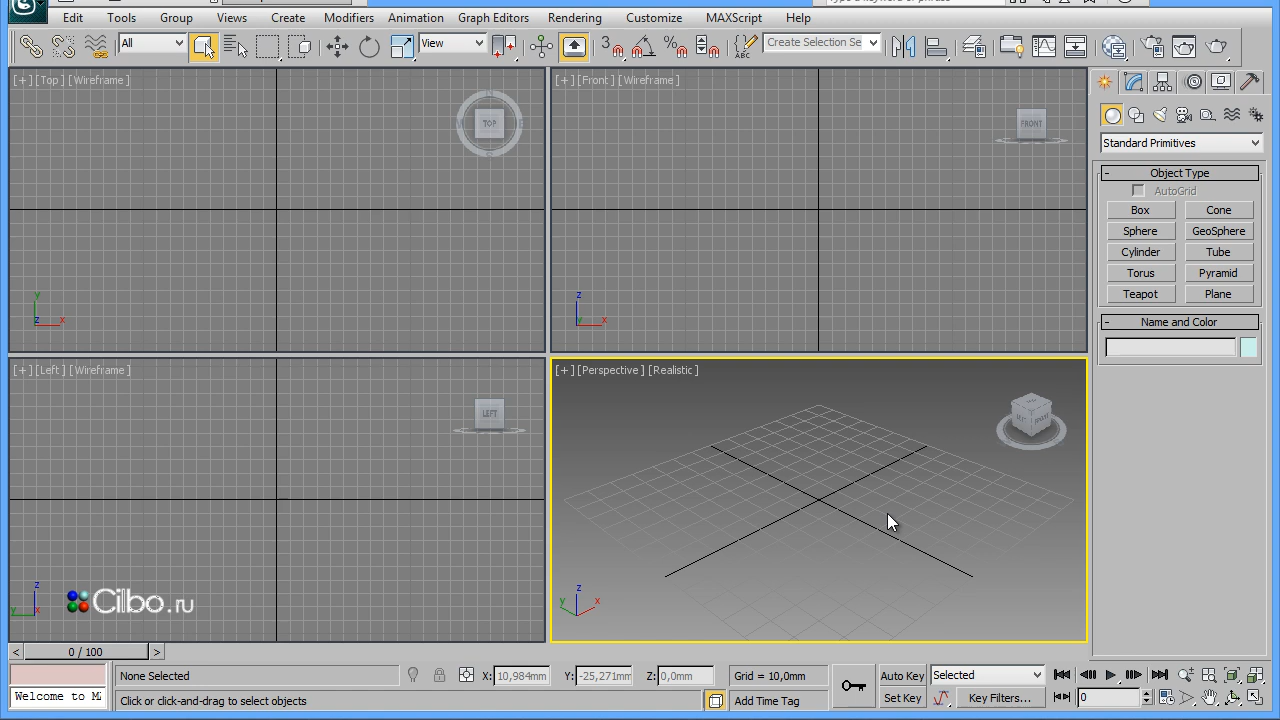 Edit Tools Group Views Create Modifiers Animation Graph Editors Rendering Customize MAXScript Help
All View 3 % ABC Create Selection Se
[+] [Top] [Wireframe]
TOP
[+] [Front] [Wireframe]
FRONT
Standard Primitives
- Object Type
AutoGrid
Box Cone
Sphere GeoSphere
Cylinder Tube
Torus Pyramid
Teapot Plane
- Name and Color
y
z x
z
y x
[+] [Left] [Wireframe]
LEFT
[+] [Perspective] [Realistic]
z
y x
Cilbo.ru
z
y x
< 0 / 100 >
None Selected X: 10,984mm Y: -25,271mm Z: 0,0mm Grid = 10,0mm Auto Key Selected
Welcome to M
Click or click-and-drag to select objects Add Time Tag Set Key Key Filters... 0